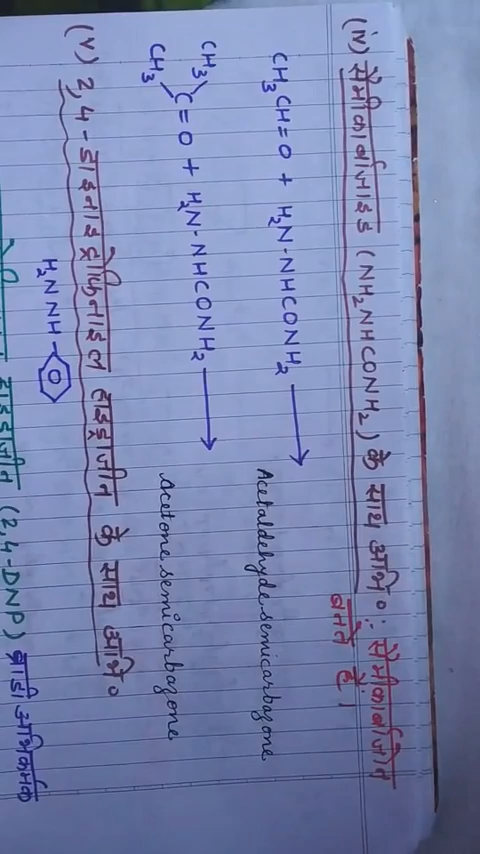 (iv) सेमीकार्बाजाइड (NH₂NHCONH₂) के साथ अभि० : सेमीकार्बाजोन
बनते हैं।
CH₃CH=O + H₂N-NHCONH₂ ⟶ Acetaldehyde semicarbazone
CH₃
CH₃ C=O + H₂N-NHCONH₂ ⟶ Acetone semicarbazone
(v) 2,4-डाइनाइट्रोफेनाइल हाइड्राजीन के साथ अभि०
H₂NNH-
हाइड्राजीन (2,4-DNP) ब्राडी अभिकर्मक